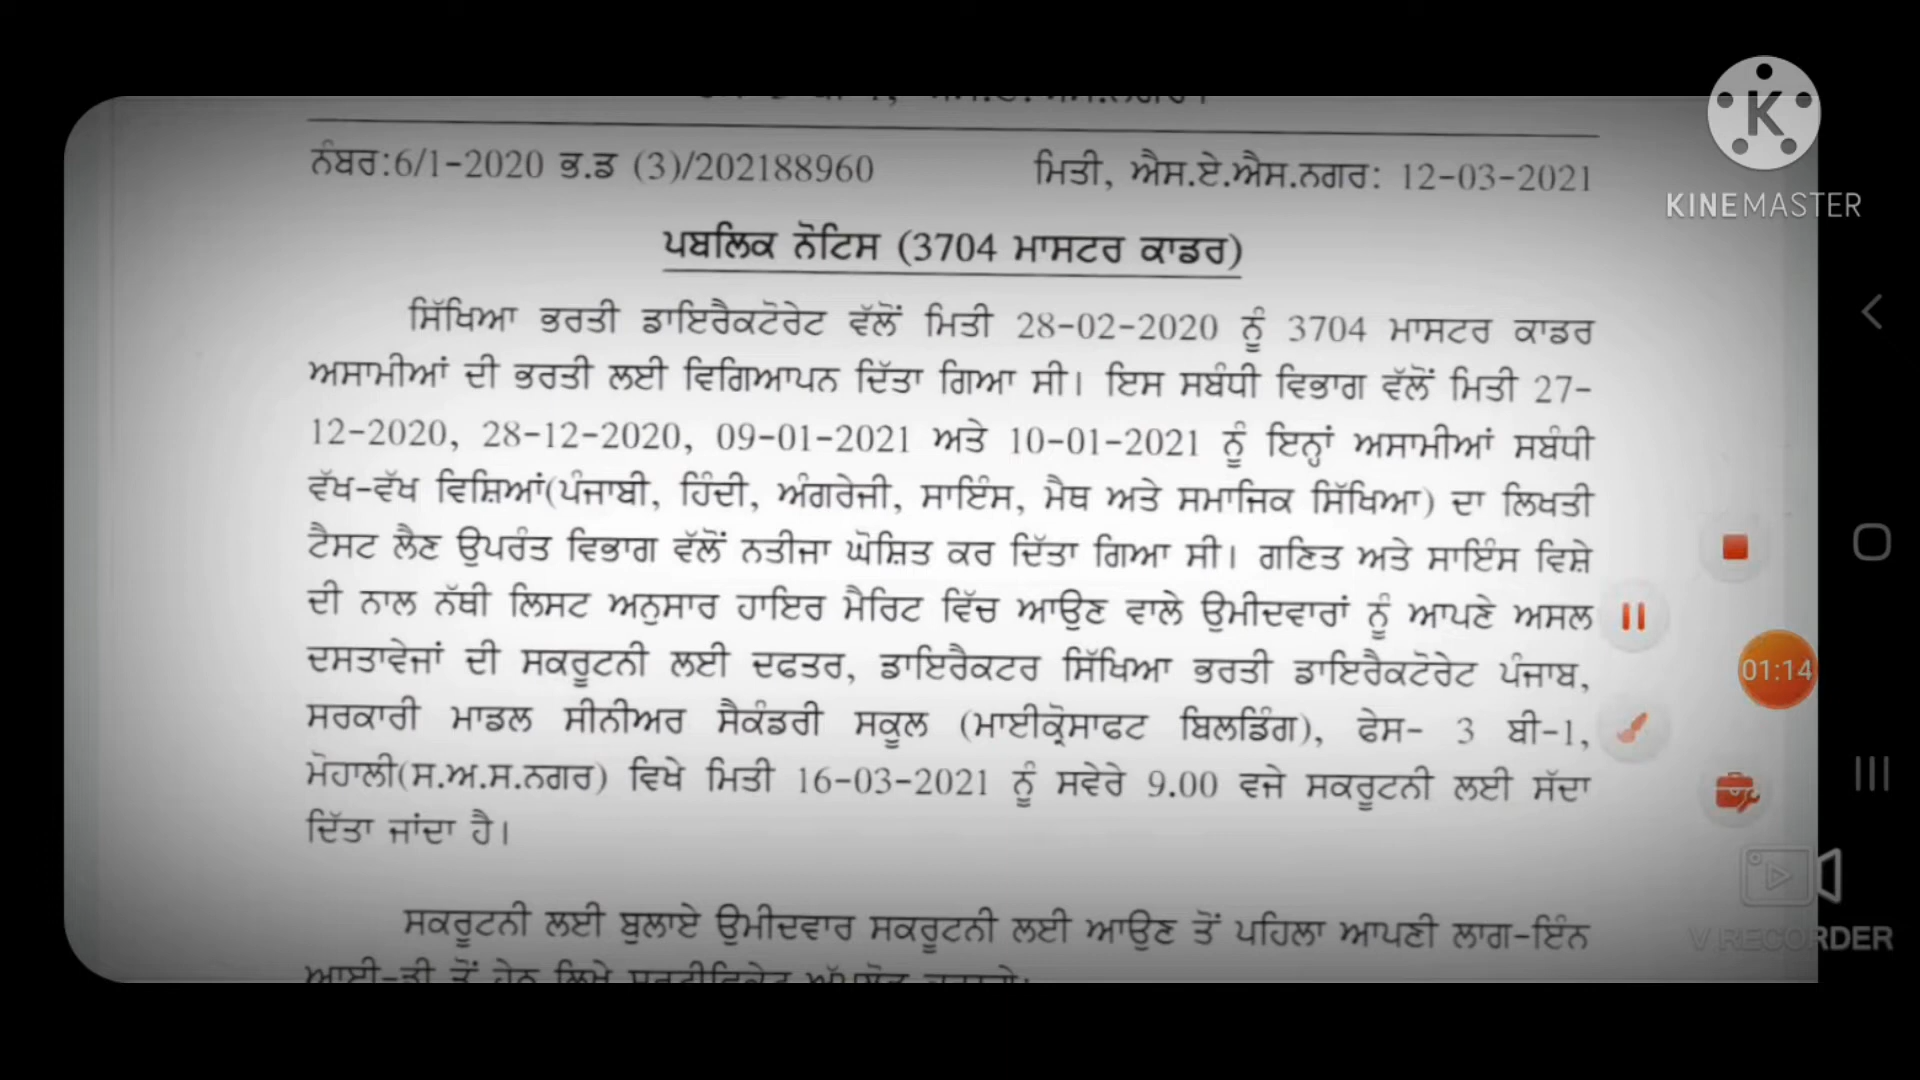 ਨੰਬਰ:6/1-2020 ਭ.ਡ (3)/202188960 ਮਿਤੀ, ਐਸ.ਏ.ਐਸ.ਨਗਰ: 12-03-2021
K
KINEMASTER
ਪਬਲਿਕ ਨੋਟਿਸ (3704 ਮਾਸਟਰ ਕਾਡਰ)
ਸਿੱਖਿਆ ਭਰਤੀ ਡਾਇਰੈਕਟੋਰੇਟ ਵੱਲੋਂ ਮਿਤੀ 28-02-2020 ਨੂੰ 3704 ਮਾਸਟਰ ਕਾਡਰ
ਅਸਾਮੀਆਂ ਦੀ ਭਰਤੀ ਲਈ ਵਿਗਿਆਪਨ ਦਿੱਤਾ ਗਿਆ ਸੀ। ਇਸ ਸਬੰਧੀ ਵਿਭਾਗ ਵੱਲੋਂ ਮਿਤੀ 27-
12-2020, 28-12-2020, 09-01-2021 ਅਤੇ 10-01-2021 ਨੂੰ ਇਨ੍ਹਾਂ ਅਸਾਮੀਆਂ ਸਬੰਧੀ
ਵੱਖ-ਵੱਖ ਵਿਸ਼ਿਆਂ(ਪੰਜਾਬੀ, ਹਿੰਦੀ, ਅੰਗਰੇਜੀ, ਸਾਇੰਸ, ਮੈਥ ਅਤੇ ਸਮਾਜਿਕ ਸਿੱਖਿਆ) ਦਾ ਲਿਖਤੀ
ਟੈਸਟ ਲੈਣ ਉਪਰੰਤ ਵਿਭਾਗ ਵੱਲੋਂ ਨਤੀਜਾ ਘੋਸ਼ਿਤ ਕਰ ਦਿੱਤਾ ਗਿਆ ਸੀ। ਗਣਿਤ ਅਤੇ ਸਾਇੰਸ ਵਿਸ਼ੇ
ਦੀ ਨਾਲ ਨੱਥੀ ਲਿਸਟ ਅਨੁਸਾਰ ਹਾਇਰ ਮੈਰਿਟ ਵਿੱਚ ਆਉਣ ਵਾਲੇ ਉਮੀਦਵਾਰਾਂ ਨੂੰ ਆਪਣੇ ਅਸਲ
ਦਸਤਾਵੇਜਾਂ ਦੀ ਸਕਰੂਟਨੀ ਲਈ ਦਫਤਰ, ਡਾਇਰੈਕਟਰ ਸਿੱਖਿਆ ਭਰਤੀ ਡਾਇਰੈਕਟੋਰੇਟ ਪੰਜਾਬ,
01:14
ਸਰਕਾਰੀ ਮਾਡਲ ਸੀਨੀਅਰ ਸੈਕੰਡਰੀ ਸਕੂਲ (ਮਾਈਕ੍ਰੋਸਾਫਟ ਬਿਲਡਿੰਗ), ਫੇਸ- 3 ਬੀ-1,
ਮੋਹਾਲੀ(ਸ.ਅ.ਸ.ਨਗਰ) ਵਿਖੇ ਮਿਤੀ 16-03-2021 ਨੂੰ ਸਵੇਰੇ 9.00 ਵਜੇ ਸਕਰੂਟਨੀ ਲਈ ਸੱਦਾ
ਦਿੱਤਾ ਜਾਂਦਾ ਹੈ।
ਸਕਰੂਟਨੀ ਲਈ ਬੁਲਾਏ ਉਮੀਦਵਾਰ ਸਕਰੂਟਨੀ ਲਈ ਆਉਣ ਤੋਂ ਪਹਿਲਾ ਆਪਣੀ ਲਾਗ-ਇੰਨ
V RECORDER